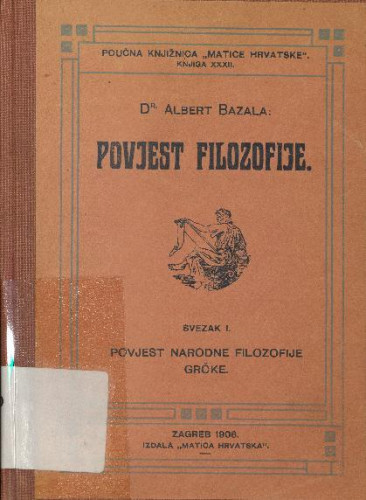 POUČNA KNJIŽNICA „MATICE HRVATSKE“.
KNJIGA XXXII.
DR. ALBERT BAZALA:
POVJEST FILOZOFIJE.
SVEZAK I.
POVJEST NARODNE FILOZOFIJE
GRČKE.
ZAGREB 1906.
IZDALA „MATICA HRVATSKA“.